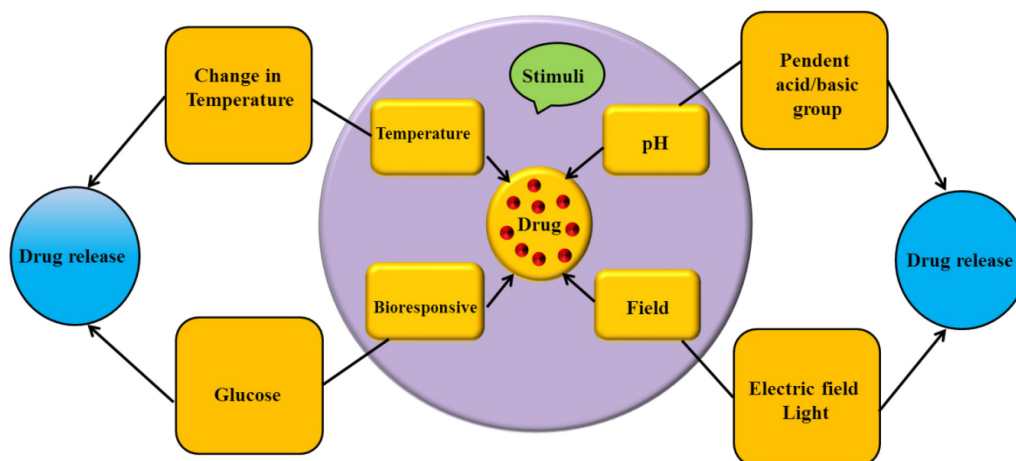 Stimuli
Change in
Temperature
Temperature
pH
Pendent
acid/basic
group
Drug
Drug release
Drug release
Bioresponsive
Field
Glucose
Electric field
Light